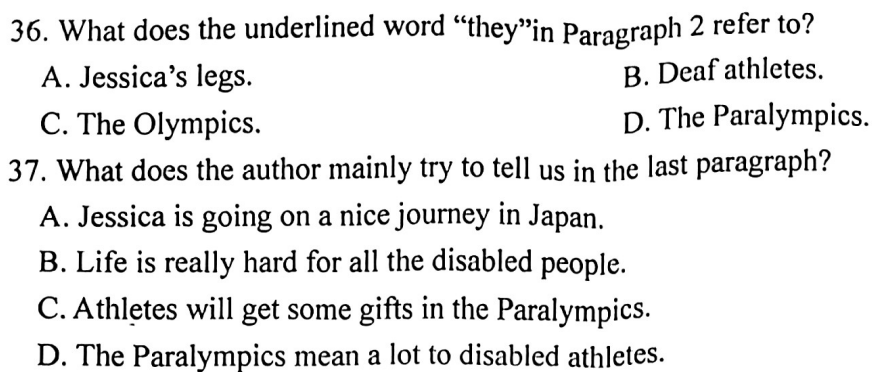 36. What does the underlined word “they”in Paragraph 2 refer to?
A. Jessica’s legs. B. Deaf athletes.
C. The Olympics. D. The Paralympics.
37. What does the author mainly try to tell us in the last paragraph?
A. Jessica is going on a nice journey in Japan.
B. Life is really hard for all the disabled people.
C. Athletes will get some gifts in the Paralympics.
D. The Paralympics mean a lot to disabled athletes.